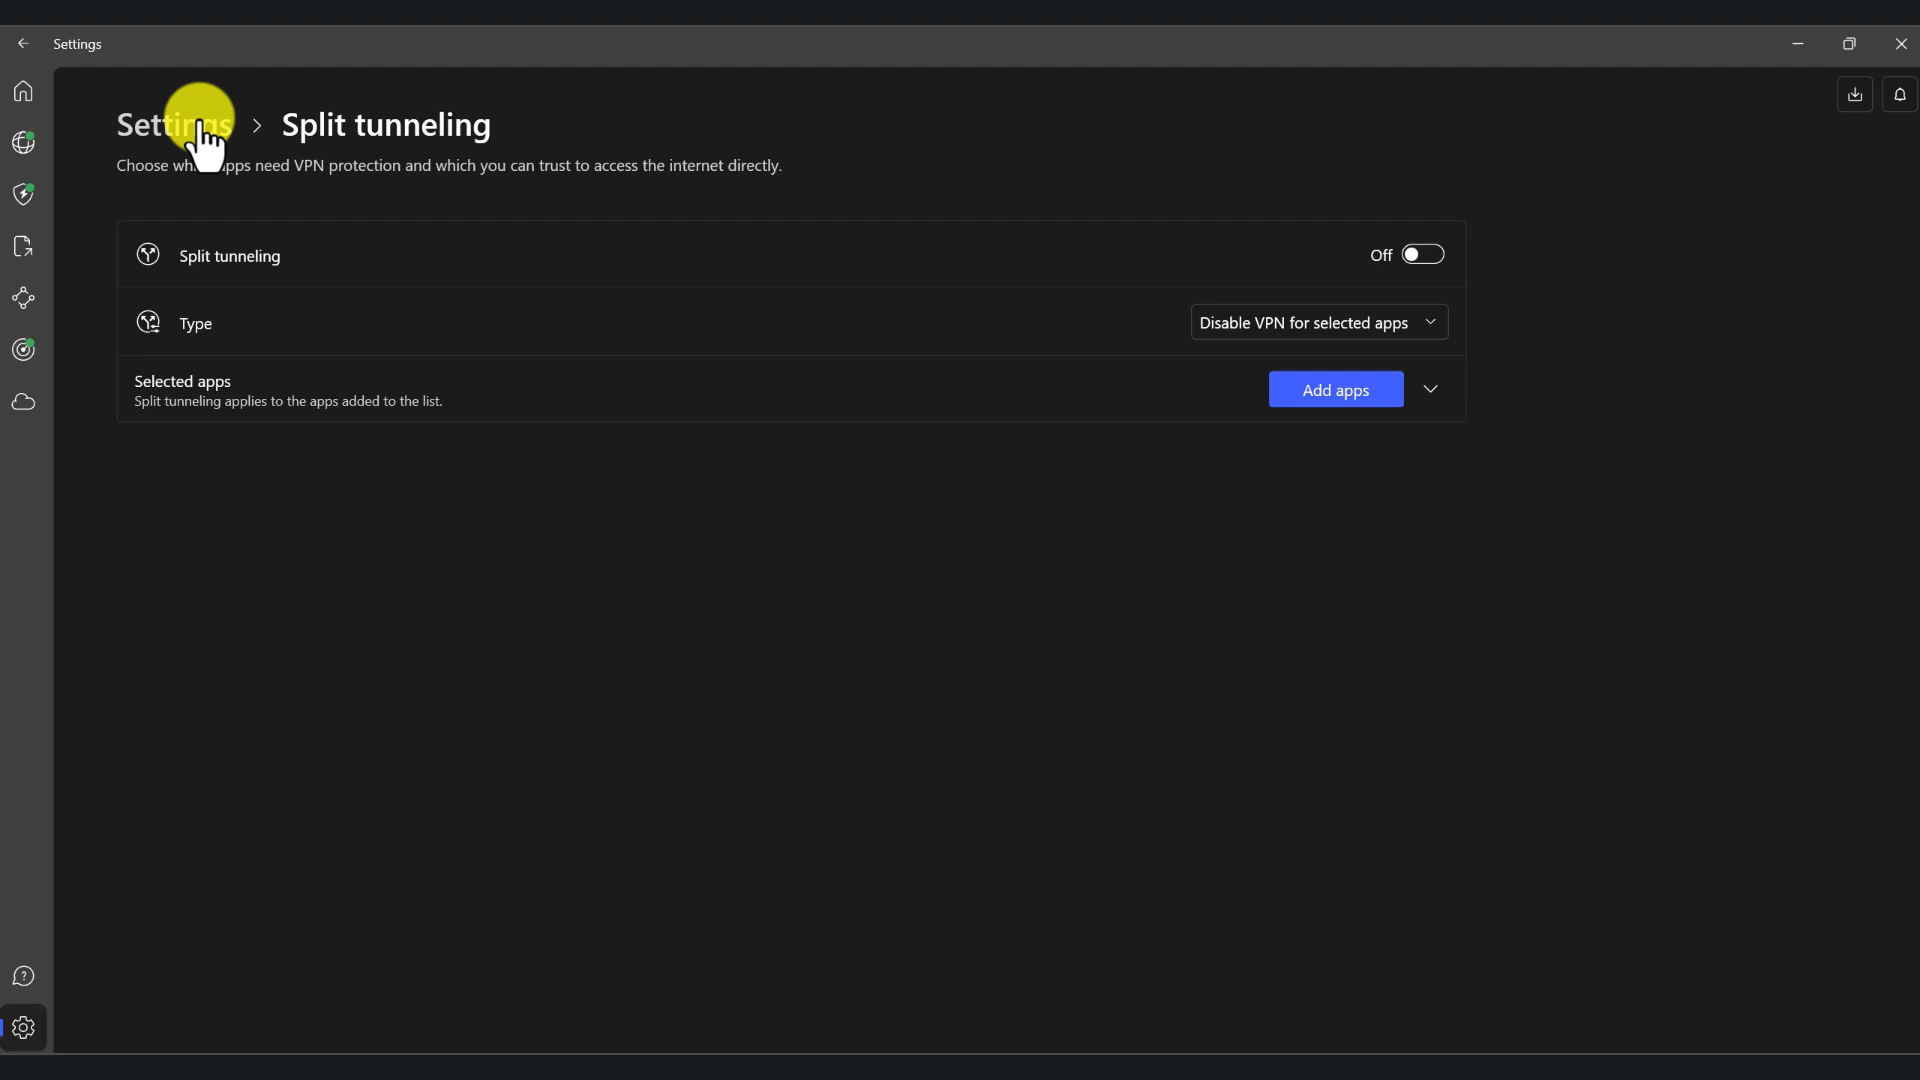 Settings
Settings > Split tunneling
Choose apps need VPN protection and which you can trust to access the internet directly.
Split tunneling
Off
Type
Disable VPN for selected apps
Selected apps
Add apps
Split tunneling applies to the apps added to the list.